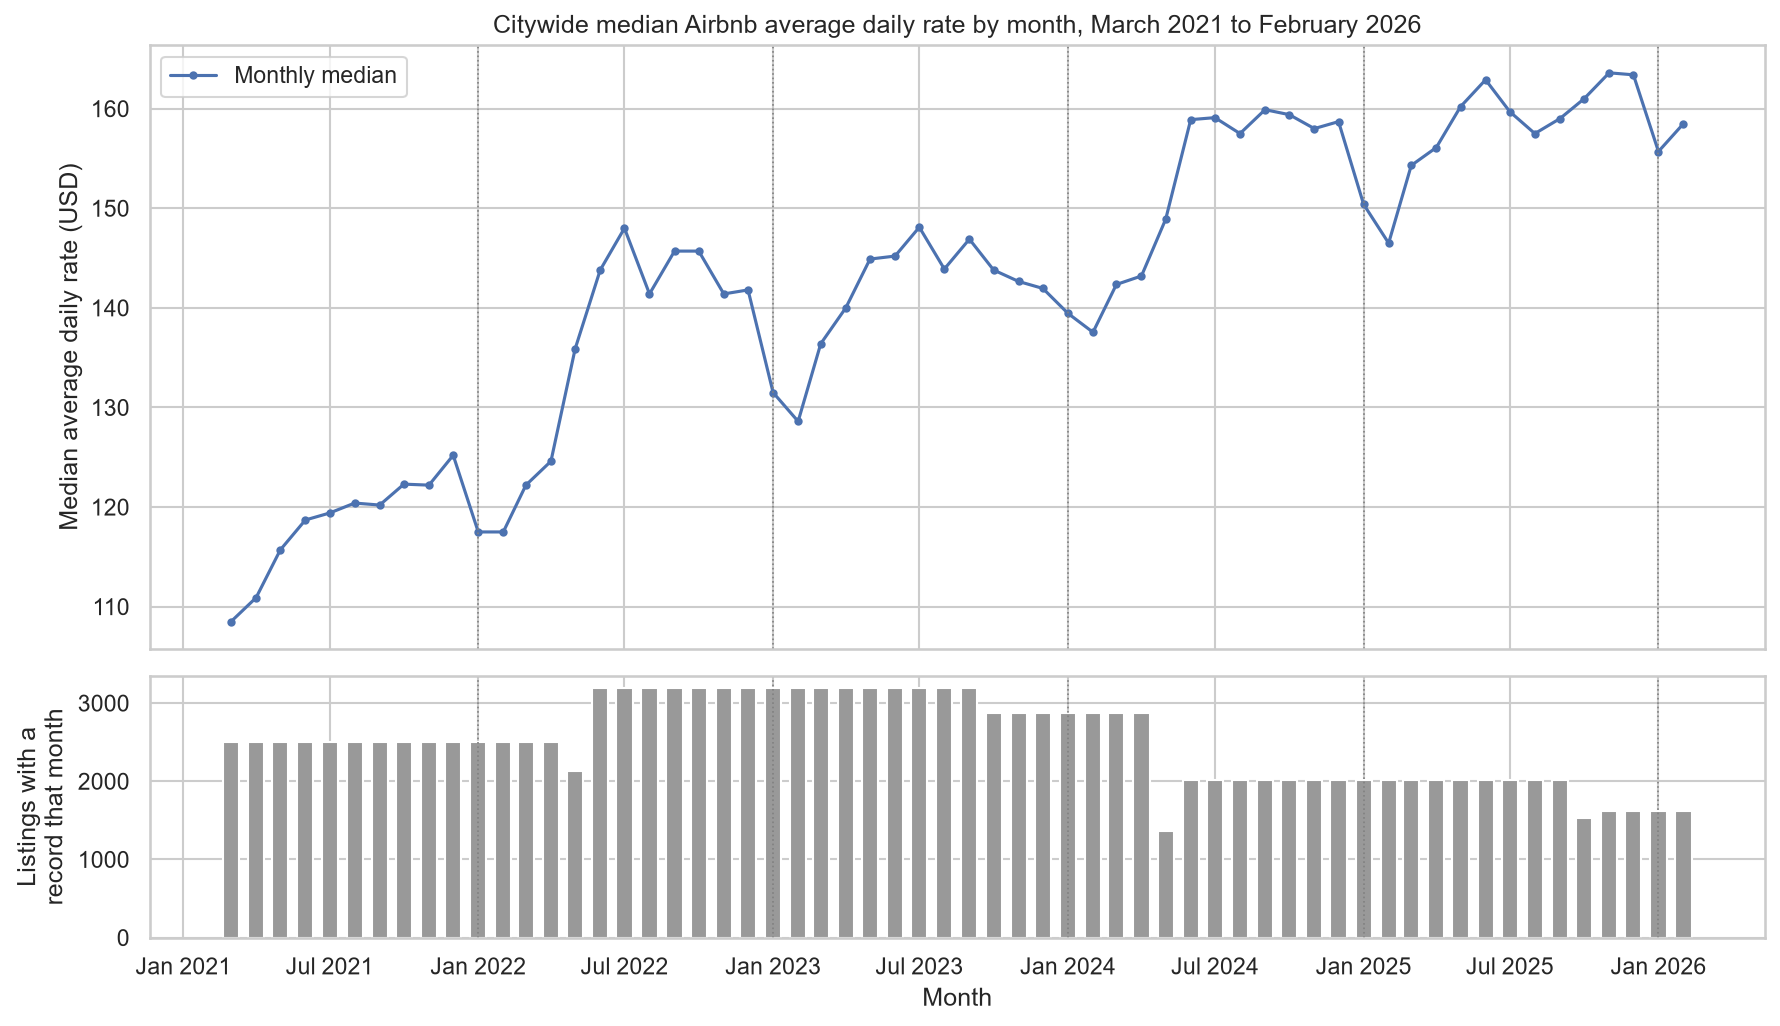 Citywide median Airbnb average daily rate by month, March 2021 to February 2026
Monthly median
Median average daily rate (USD)
160
150
140
130
120
110
Listings with a
record that month
3000
2000
1000
0
Jan 2021 Jul 2021 Jan 2022 Jul 2022 Jan 2023 Jul 2023 Jan 2024 Jul 2024 Jan 2025 Jul 2025 Jan 2026
Month